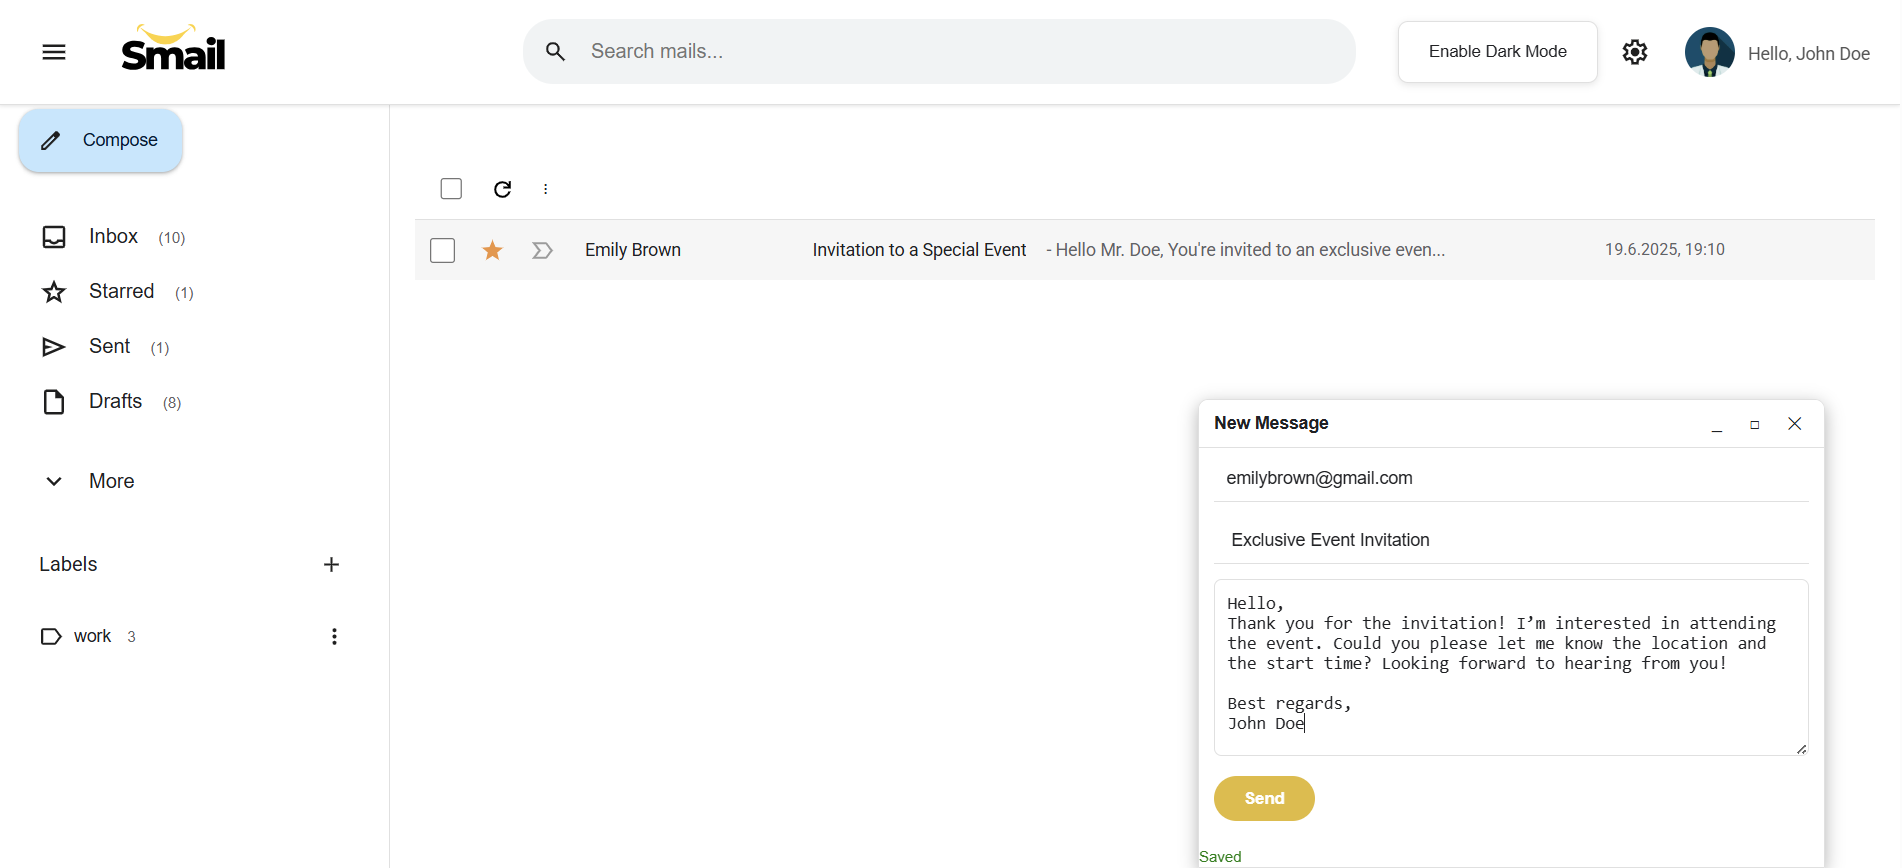 Smail
Search mails...
Enable Dark Mode
Hello, John Doe
Compose
Inbox (10)
Starred (1)
Sent (1)
Drafts (8)
More
Labels
work 3
Emily Brown Invitation to a Special Event - Hello Mr. Doe, You're invited to an exclusive even... 19.6.2025, 19:10
New Message
emilybrown@gmail.com
Exclusive Event Invitation
Hello,
Thank you for the invitation! I’m interested in attending
the event. Could you please let me know the location and
the start time? Looking forward to hearing from you!
Best regards,
John Doe
Send
Saved